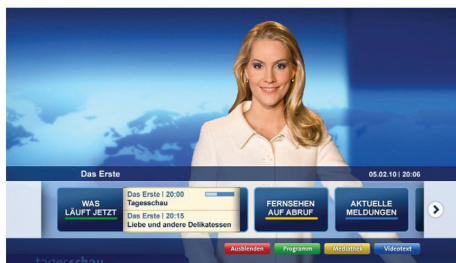 Das Erste
05.02.10 | 20:06
WAS
LÄUFT JETZT
Das Erste | 20:00
Tagesschau
Das Erste | 20:15
Liebe und andere Delikatessen
FERNSEHEN
AUF ABRUF
AKTUELLE
MELDUNGEN
Ausblenden
Programm
Mediathek
Videotext
tagesschau